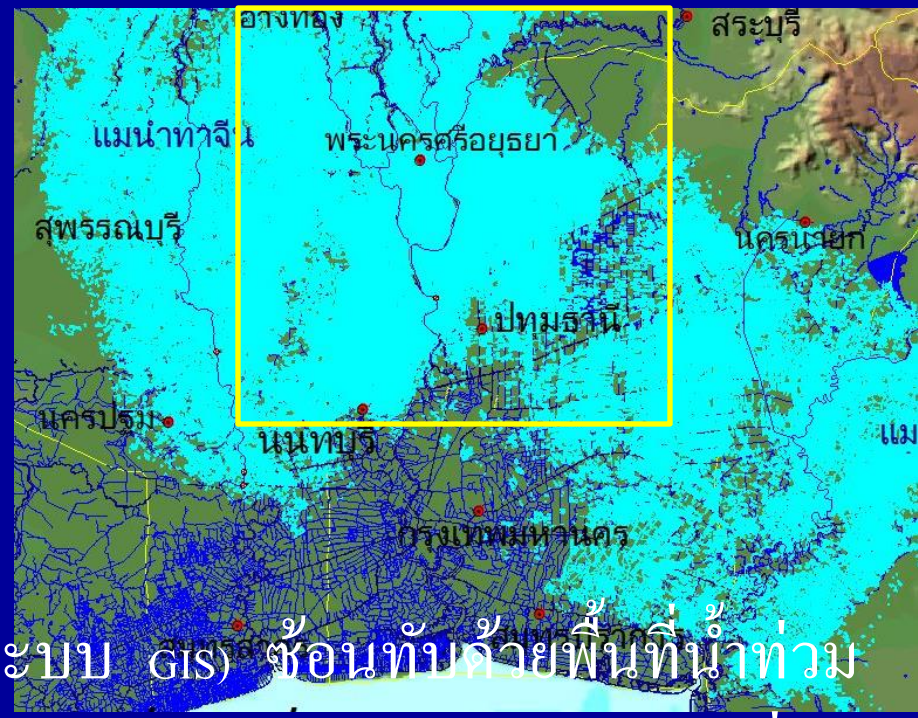 อางทอง
สระบุรี
แมนำทาจีน
พระนครศรีอยุธยา
สุพรรณบุรี
นครนายก
ปทุมธานี
นครปฐม
นนทบุรี
แม
กรุงเทพมหานคร
ะบบ GIS) ซ้อนทับด้วยพื้นที่น้ำท่วม